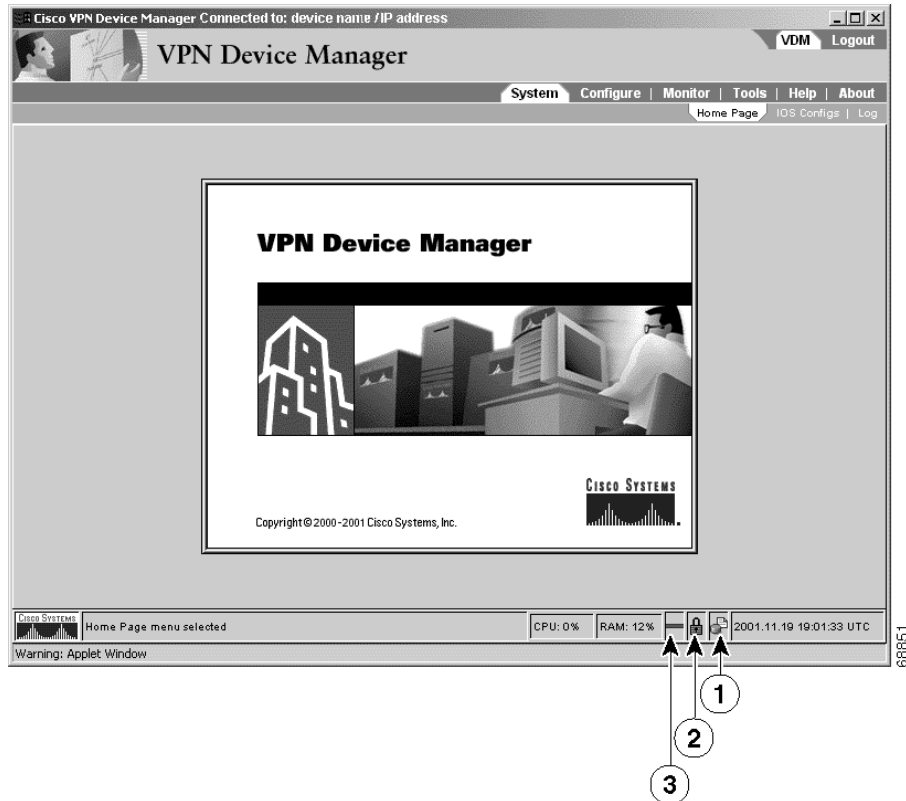 Cisco VPN Device Manager Connected to: device name / IP address
VDM Logout
VPN Device Manager
System Configure | Monitor | Tools | Help | About
Home Page IOS Configs | Log
VPN Device Manager
CISCO SYSTEMS
Copyright © 2000-2001 Cisco Systems, Inc.
CISCO SYSTEMS
Home Page menu selected
CPU: 0%
RAM: 12%
2001.11.19 19:01:33 UTC
Warning: Applet Window
68851
1
2
3